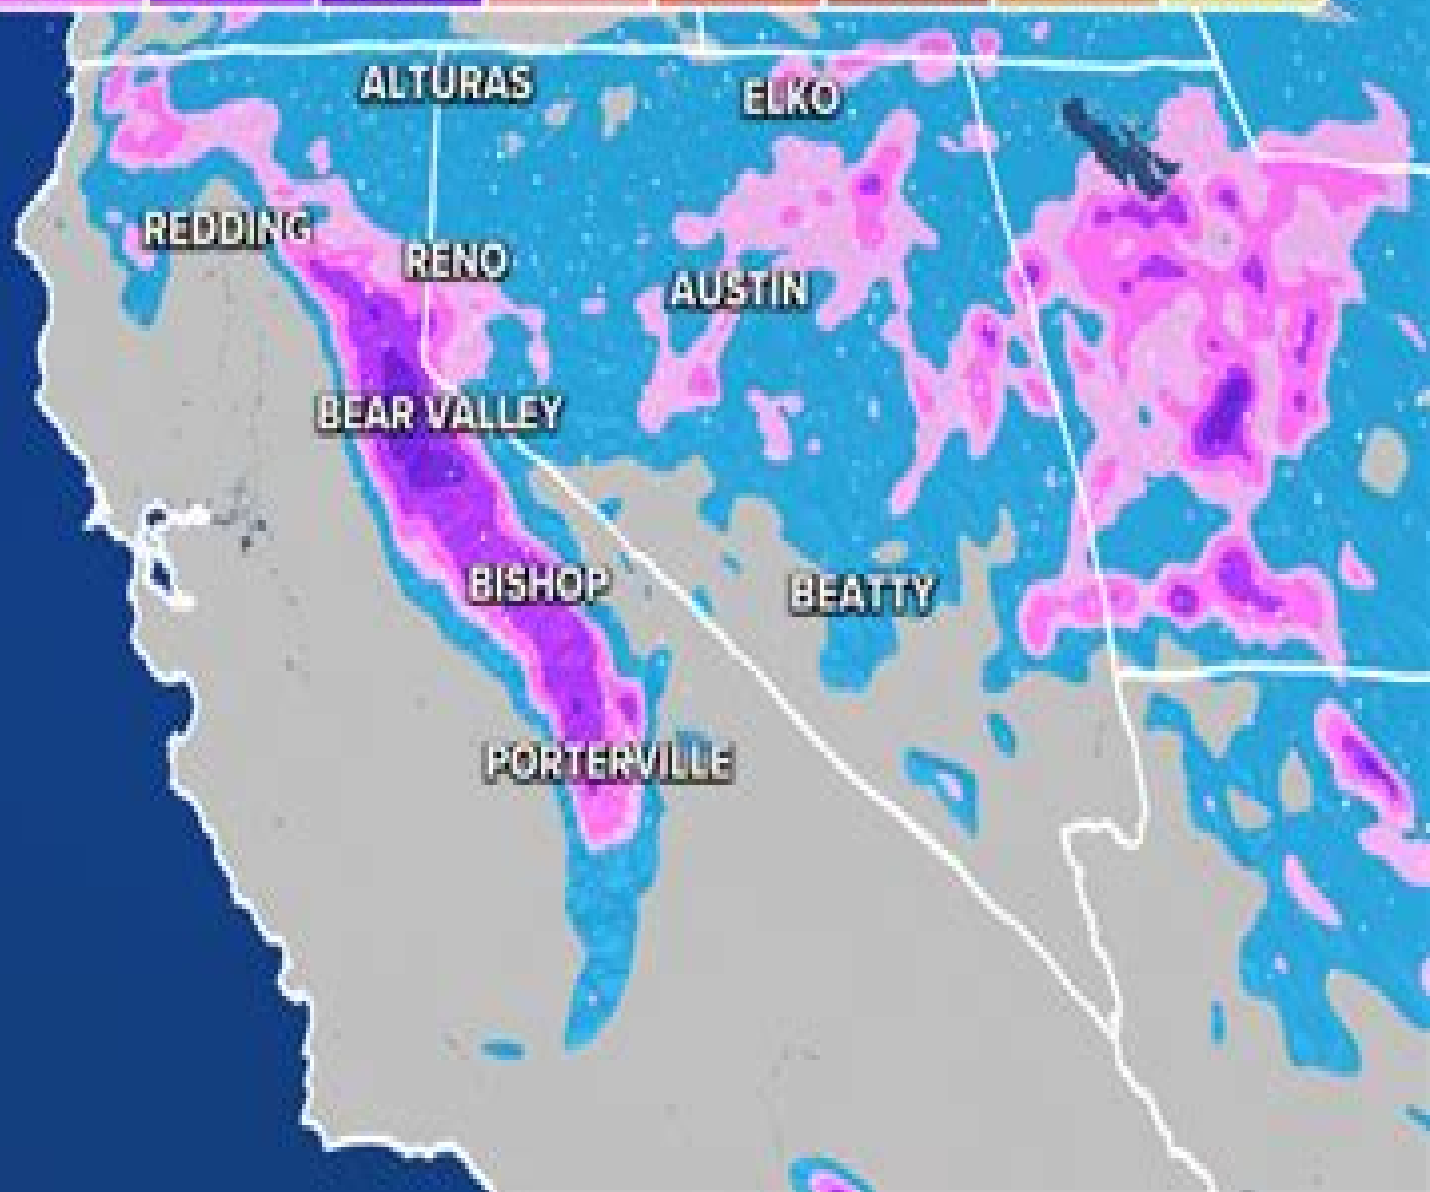 ALTURAS
ELKO
REDDING
RENO
AUSTIN
BEAR VALLEY
BISHOP
BEATTY
PORTERVILLE